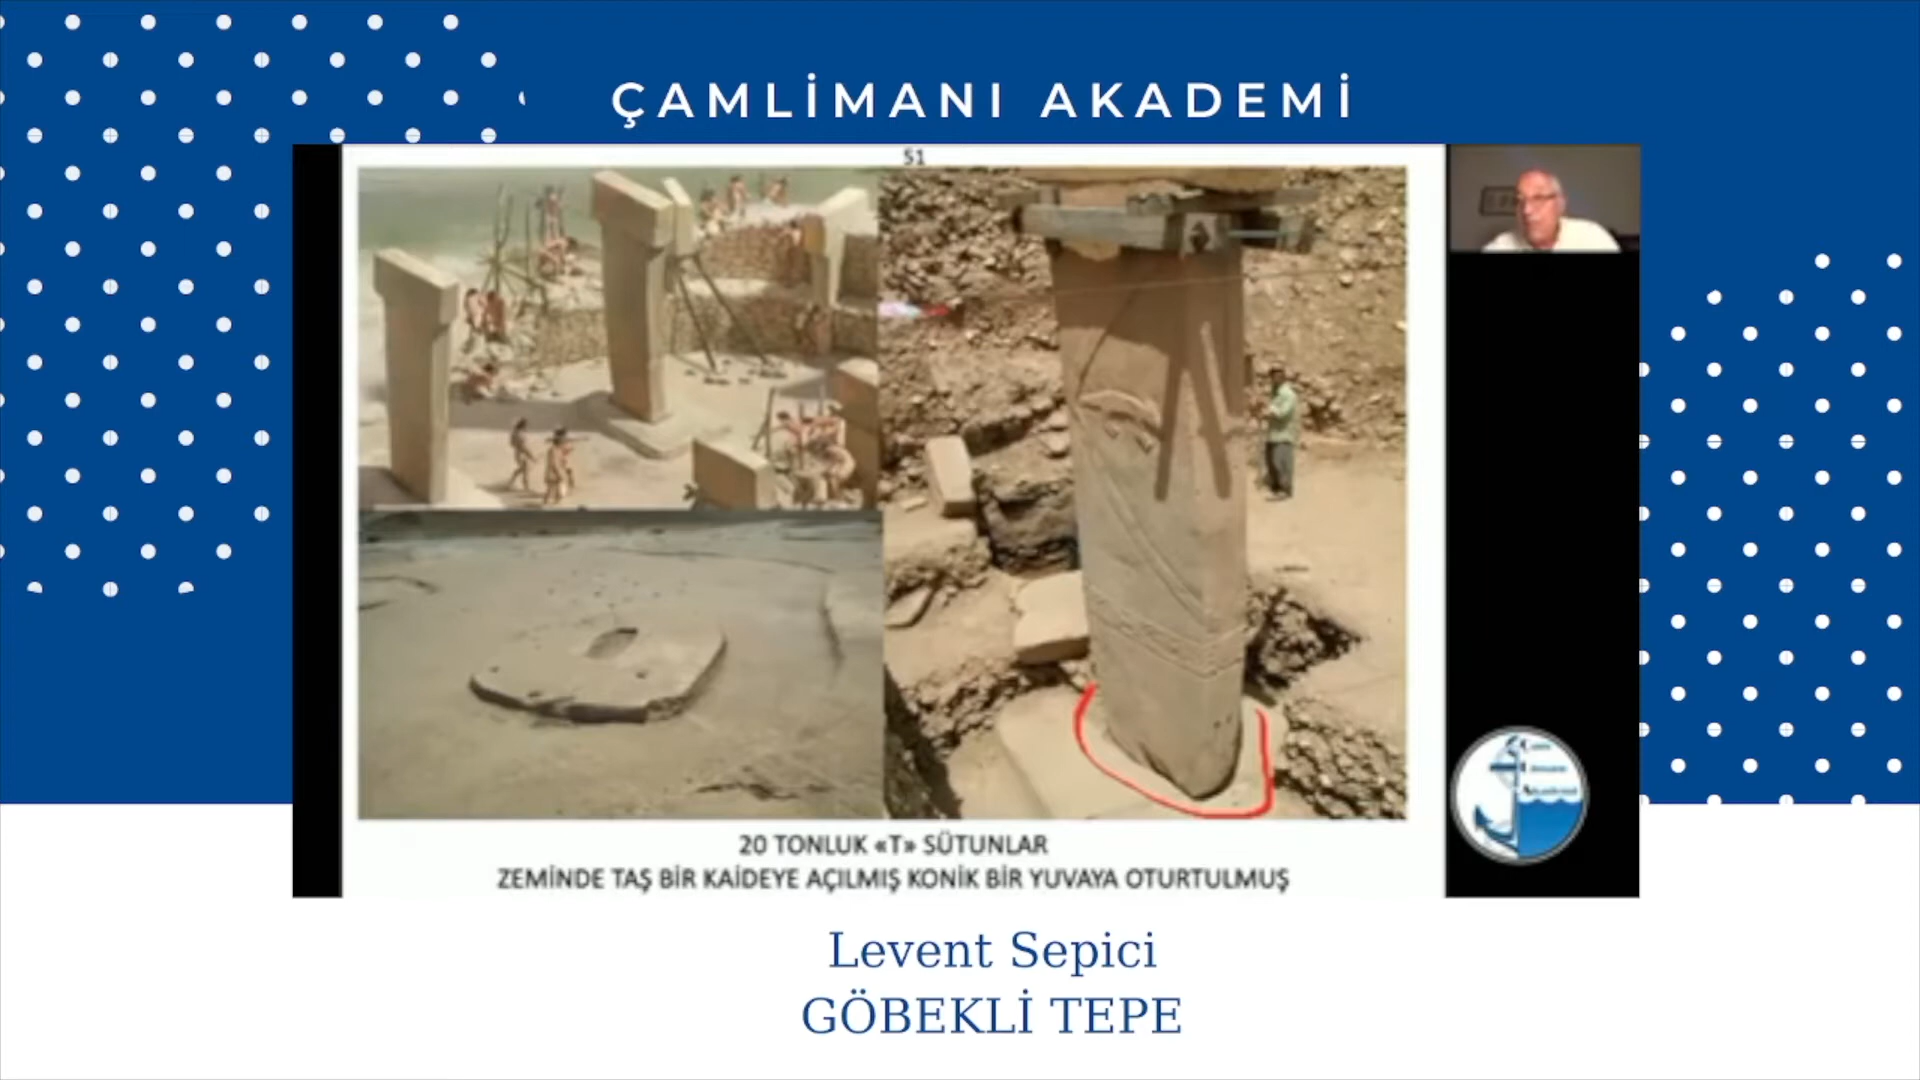 ÇAMLİMANI AKADEMİ
51
20 TONLUK «T» SÜTUNLAR
ZEMİNDE TAŞ BİR KAİDEYE AÇILMIŞ KONİK BİR YUVAYA OTURTULMUŞ
Levent Sepici
GÖBEKLİ TEPE